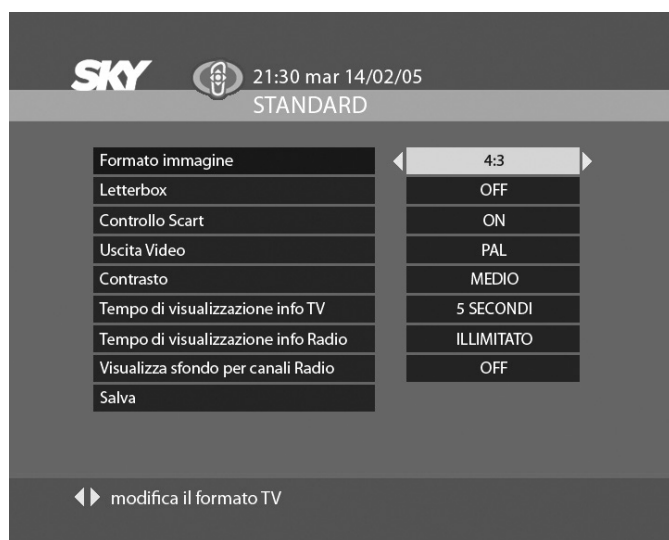 SKY 21:30 mar 14/02/05
STANDARD
Formato immagine 4:3
Letterbox OFF
Controllo Scart ON
Uscita Video PAL
Contrasto MEDIO
Tempo di visualizzazione info TV 5 SECONDI
Tempo di visualizzazione info Radio ILLIMITATO
Visualizza sfondo per canali Radio OFF
Salva
modifica il formato TV